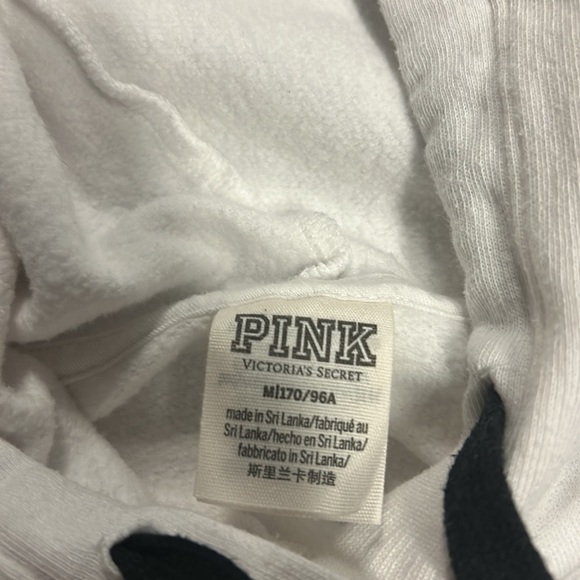 PINK
VICTORIA'S SECRET
M|170/96A
made in Sri Lanka/fabriqué au
Sri Lanka/hecho en Sri Lanka/
fabbricato in Sri Lanka/
斯里兰卡制造